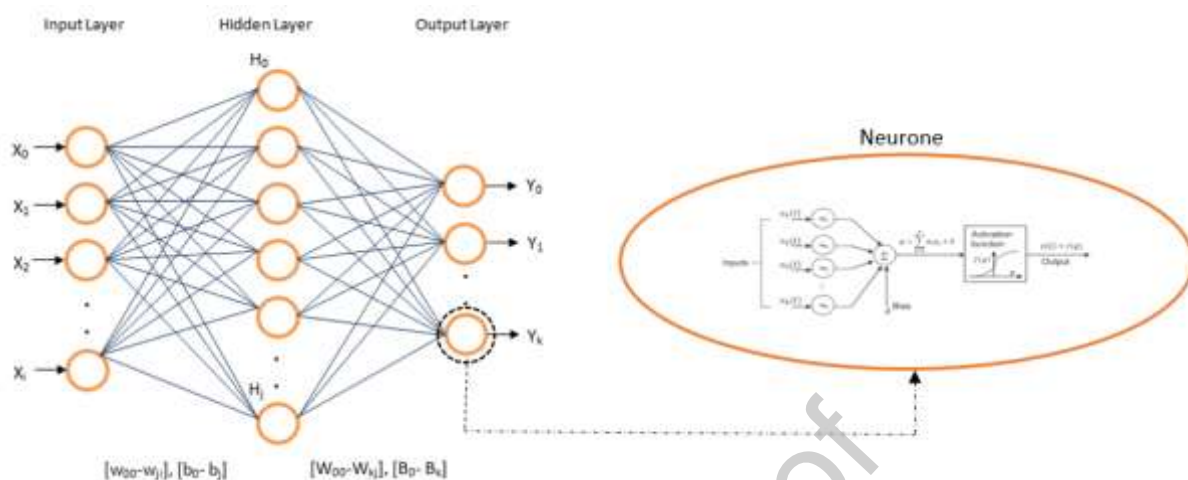 Input Layer
Hidden Layer
Output Layer
H₀
X₀
X₁
X₂
Xᵢ
Hⱼ
Y₀
Y₁
Yₖ
[w₀₀-wⱼᵢ], [b₀- bⱼ]
[W₀₀-Wₖⱼ], [B₀- Bₖ]
Neurone
Inputs
Σ
Bias
Activation
function
Output
of